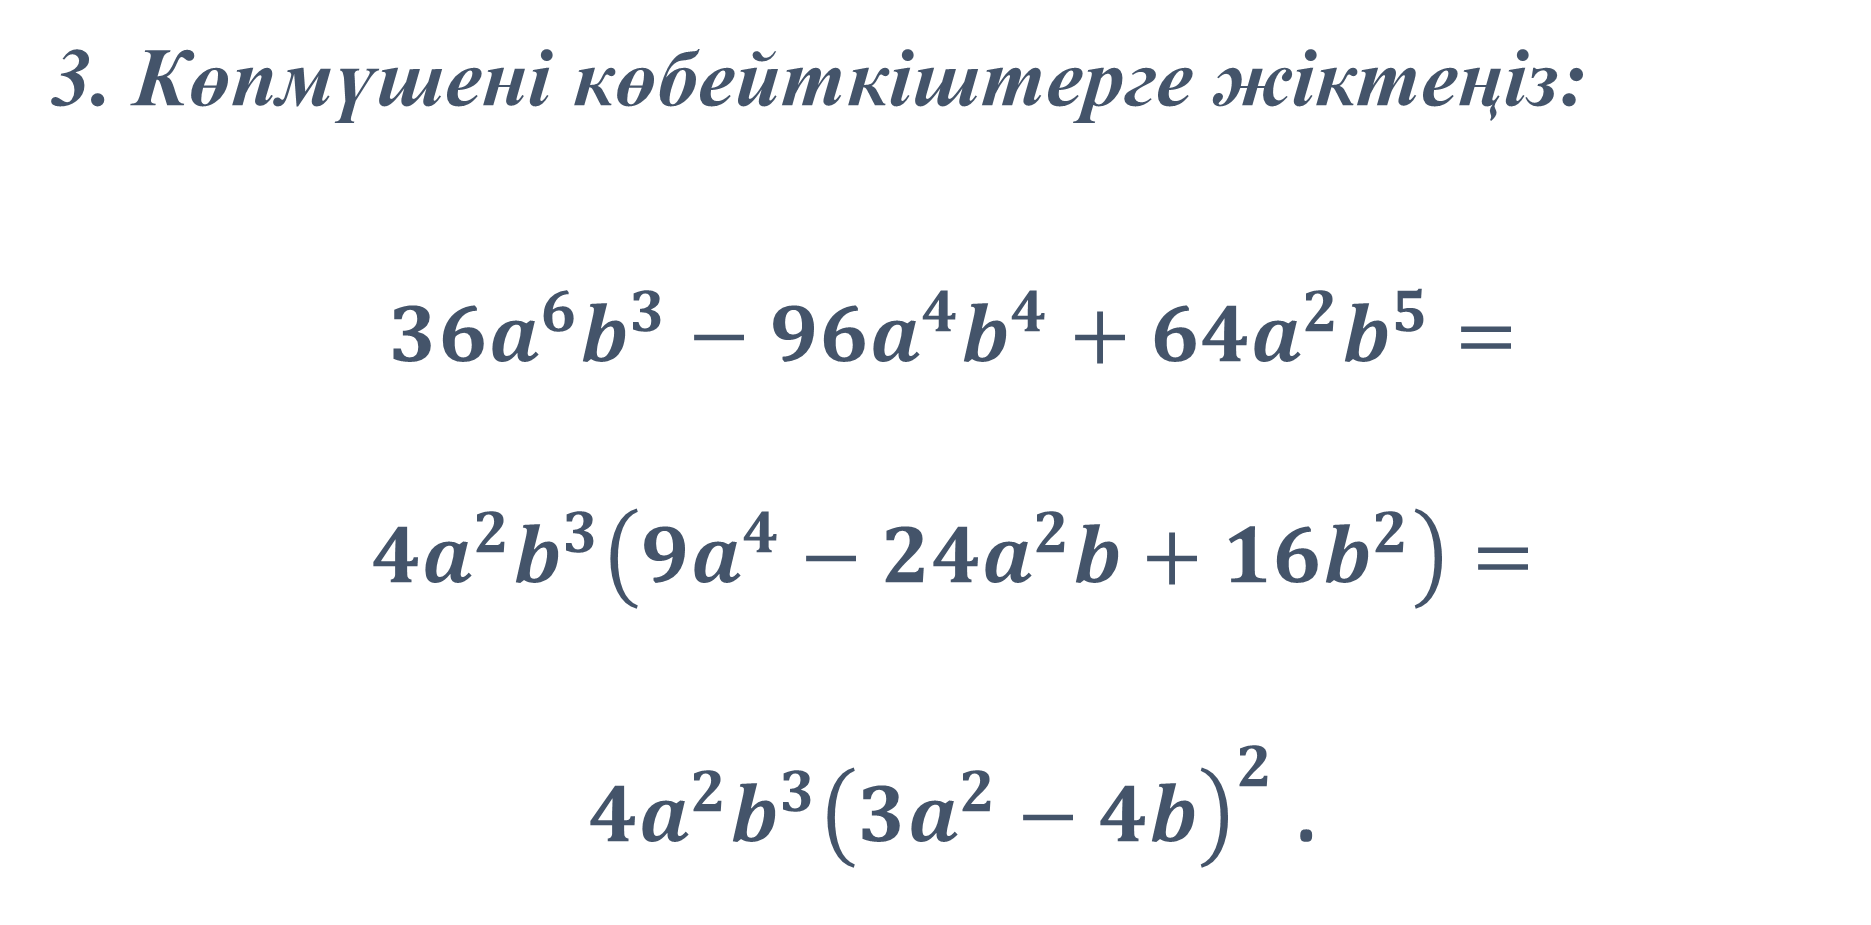 3. Көпмүшені көбейткіштерге жіктеңіз:
36a⁶b³ − 96a⁴b⁴ + 64a²b⁵ =
4a²b³(9a⁴ − 24a²b + 16b²) =
4a²b³(3a² − 4b)² .